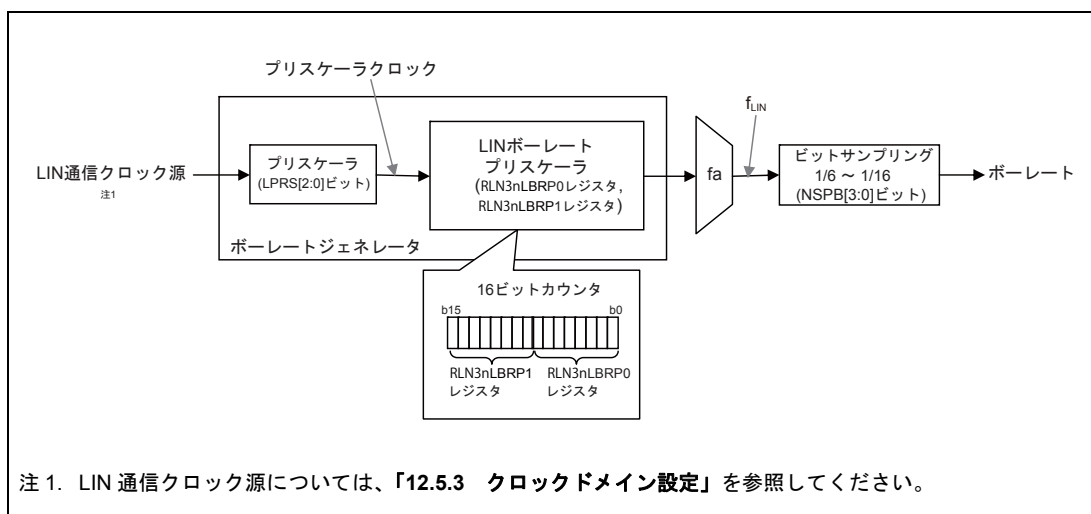 プリスケーラクロック
LIN通信クロック源
注1
プリスケーラ
(LPRS[2:0]ビット)
LINボーレート
プリスケーラ
(RLN3nLBRP0レジスタ,
RLN3nLBRP1レジスタ)
ボーレートジェネレータ
fa
fLIN
ビットサンプリング
1/6 ~ 1/16
(NSPB[3:0]ビット)
ボーレート
16ビットカウンタ
b15
b0
RLN3nLBRP1
レジスタ
RLN3nLBRP0
レジスタ
注 1. LIN 通信クロック源については、「12.5.3 クロックドメイン設定」を参照してください。